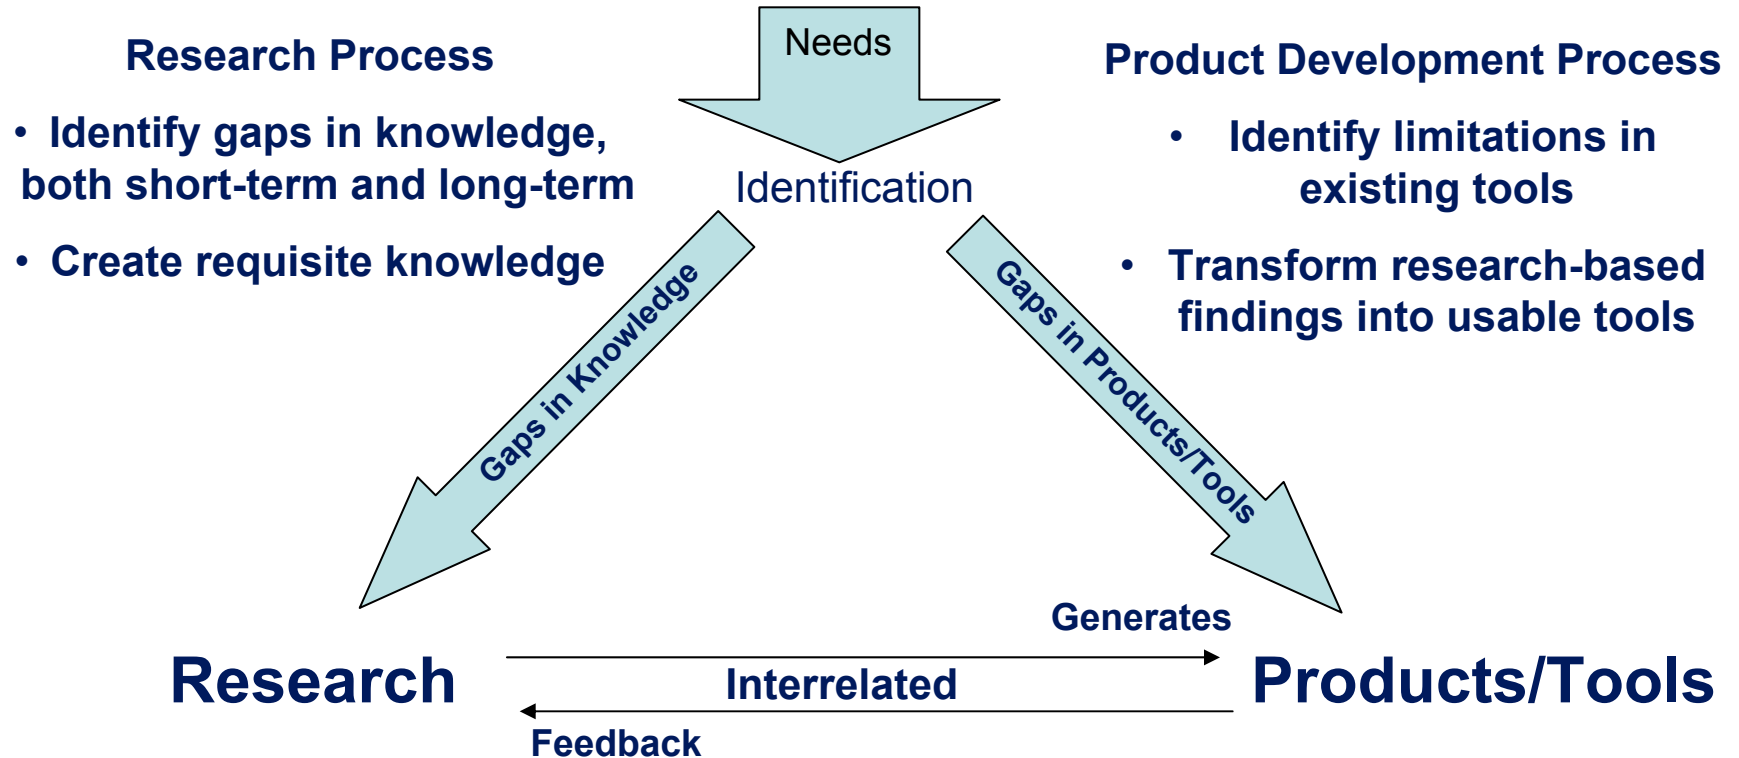 Needs
Research Process
• Identify gaps in knowledge,
both short-term and long-term
• Create requisite knowledge
Product Development Process
• Identify limitations in
existing tools
• Transform research-based
findings into usable tools
Identification
Gaps in Knowledge
Gaps in Products/Tools
Generates
Research
Interrelated
Products/Tools
Feedback